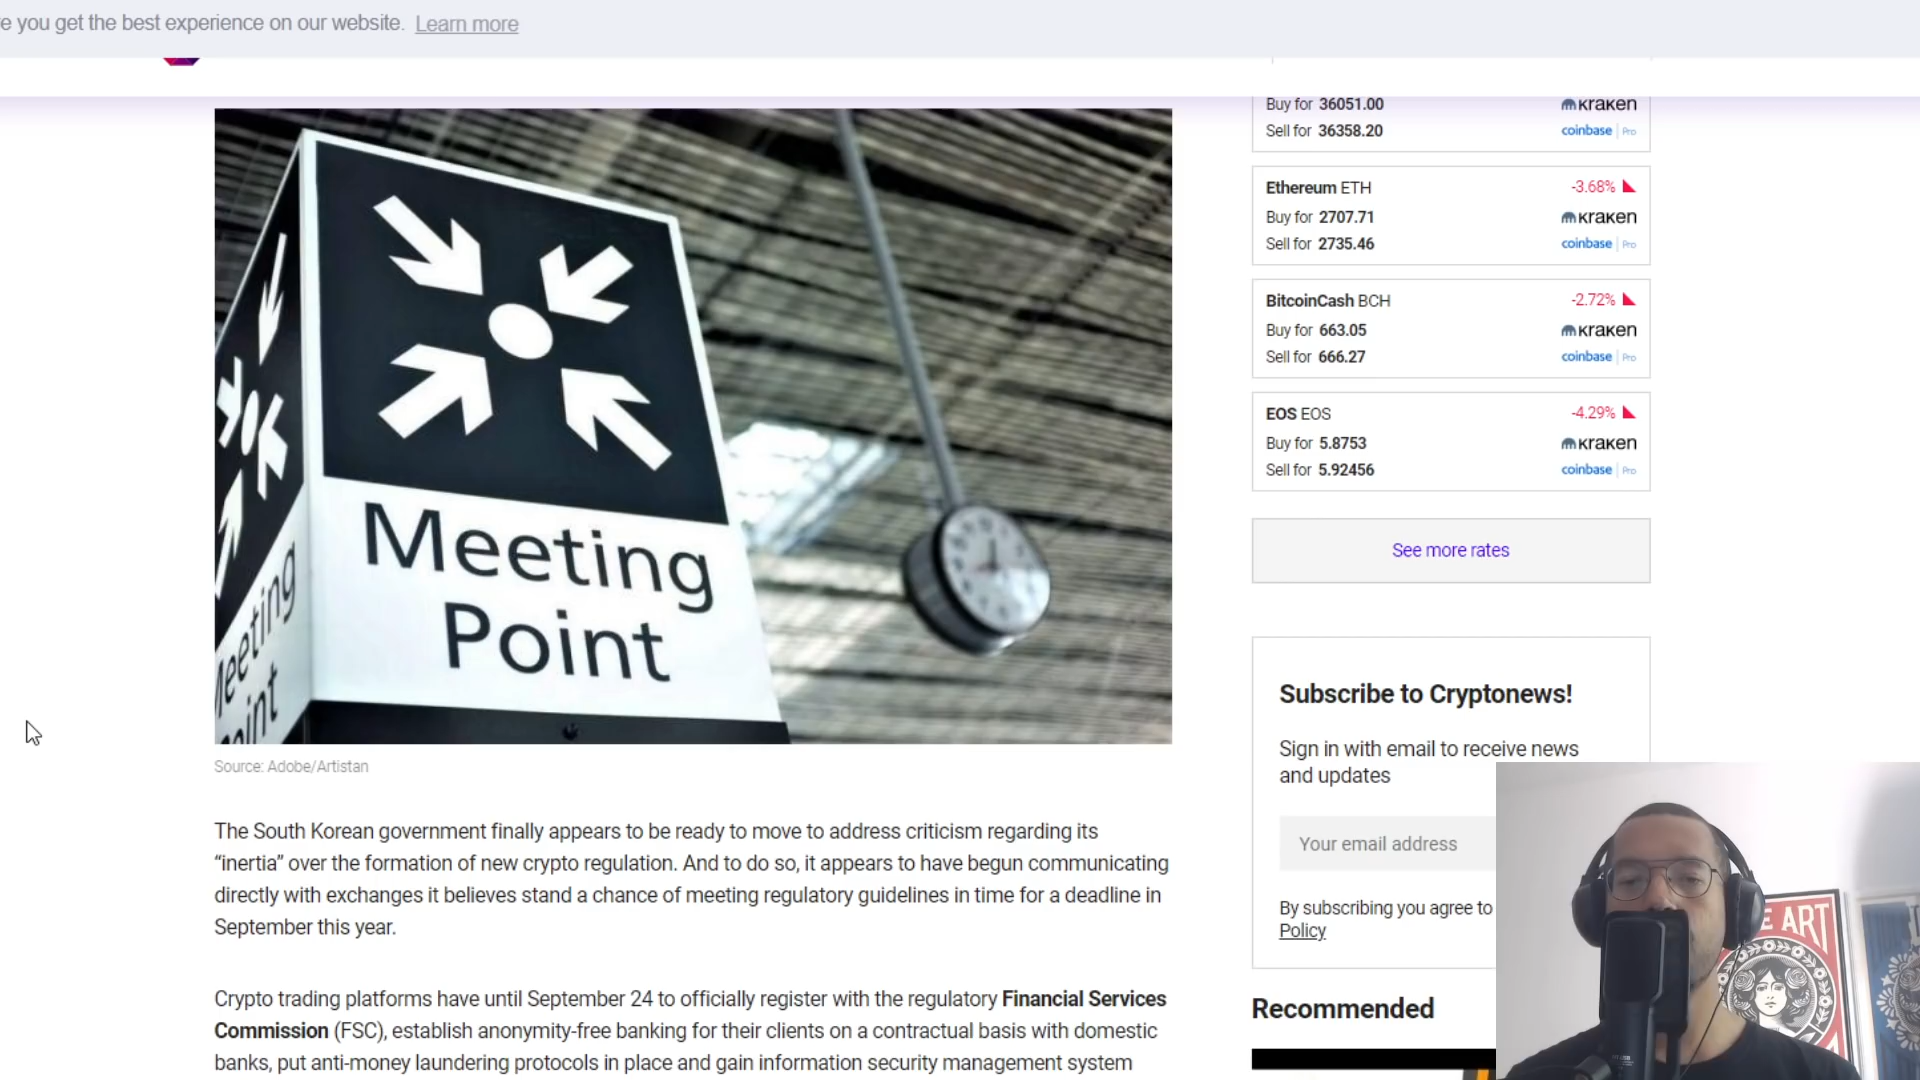 e you get the best experience on our website. Learn more
Buy for 36051.00 kraken
Sell for 36358.20 coinbase Pro
Ethereum ETH -3.68%
Buy for 2707.71 kraken
Sell for 2735.46 coinbase Pro
BitcoinCash BCH -2.72%
Buy for 663.05 kraken
Sell for 666.27 coinbase Pro
EOS EOS -4.29%
Buy for 5.8753 kraken
Sell for 5.92456 coinbase Pro
See more rates
Meeting
Point
Meeting
Point
Source: Adobe/Artistan
The South Korean government finally appears to be ready to move to address criticism regarding its
“inertia” over the formation of new crypto regulation. And to do so, it appears to have begun communicating
directly with exchanges it believes stand a chance of meeting regulatory guidelines in time for a deadline in
September this year.
Crypto trading platforms have until September 24 to officially register with the regulatory Financial Services
Commission (FSC), establish anonymity-free banking for their clients on a contractual basis with domestic
banks, put anti-money laundering protocols in place and gain information security management system
Subscribe to Cryptonews!
Sign in with email to receive news
and updates
Your email address
By subscribing you agree to
Policy
Recommended
E ART